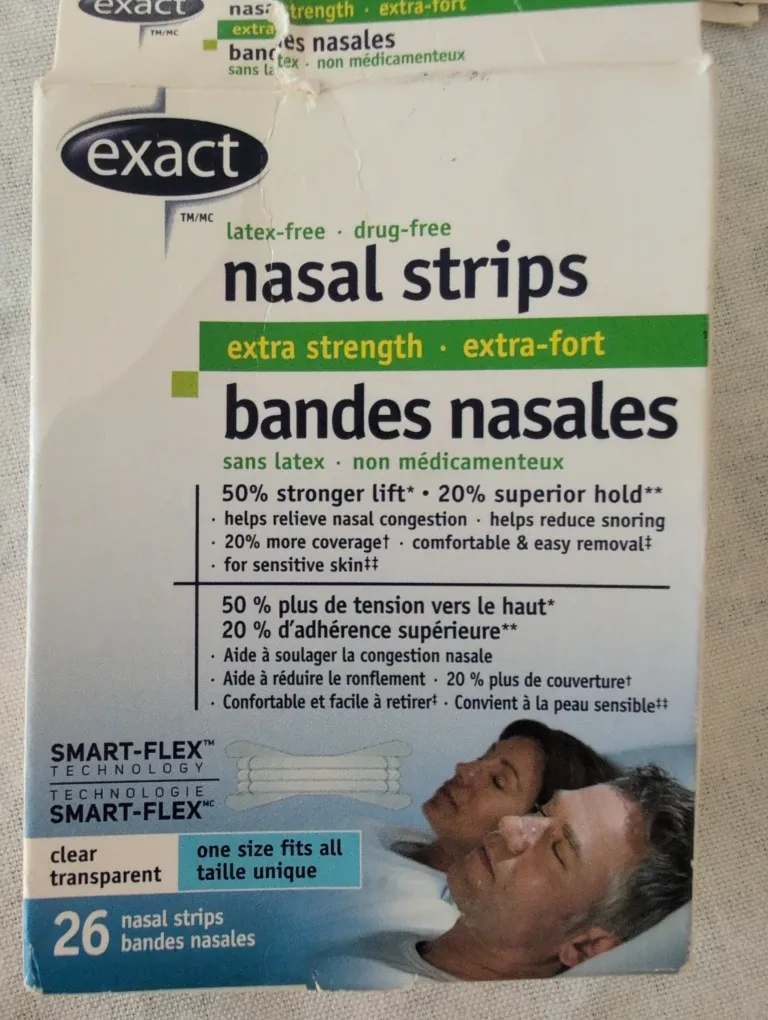 exact
TM/MC
strength · extra-fort
extra
es nasales
sans la tex · non médicamenteux
exact
TM/MC
latex-free · drug-free
nasal strips
extra strength · extra-fort
bandes nasales
sans latex · non médicamenteux
50% stronger lift* • 20% superior hold**
· helps relieve nasal congestion · helps reduce snoring
· 20% more coverage† · comfortable & easy removal‡
· for sensitive skin‡‡
50 % plus de tension vers le haut*
20 % d'adhérence supérieure**
· Aide à soulager la congestion nasale
· Aide à réduire le ronflement · 20 % plus de couverture†
· Confortable et facile à retirer‡ · Convient à la peau sensible‡‡
SMART-FLEX™
TECHNOLOGY
TECHNOLOGIE
SMART-FLEX MC
clear
transparent
one size fits all
taille unique
26 nasal strips
bandes nasales